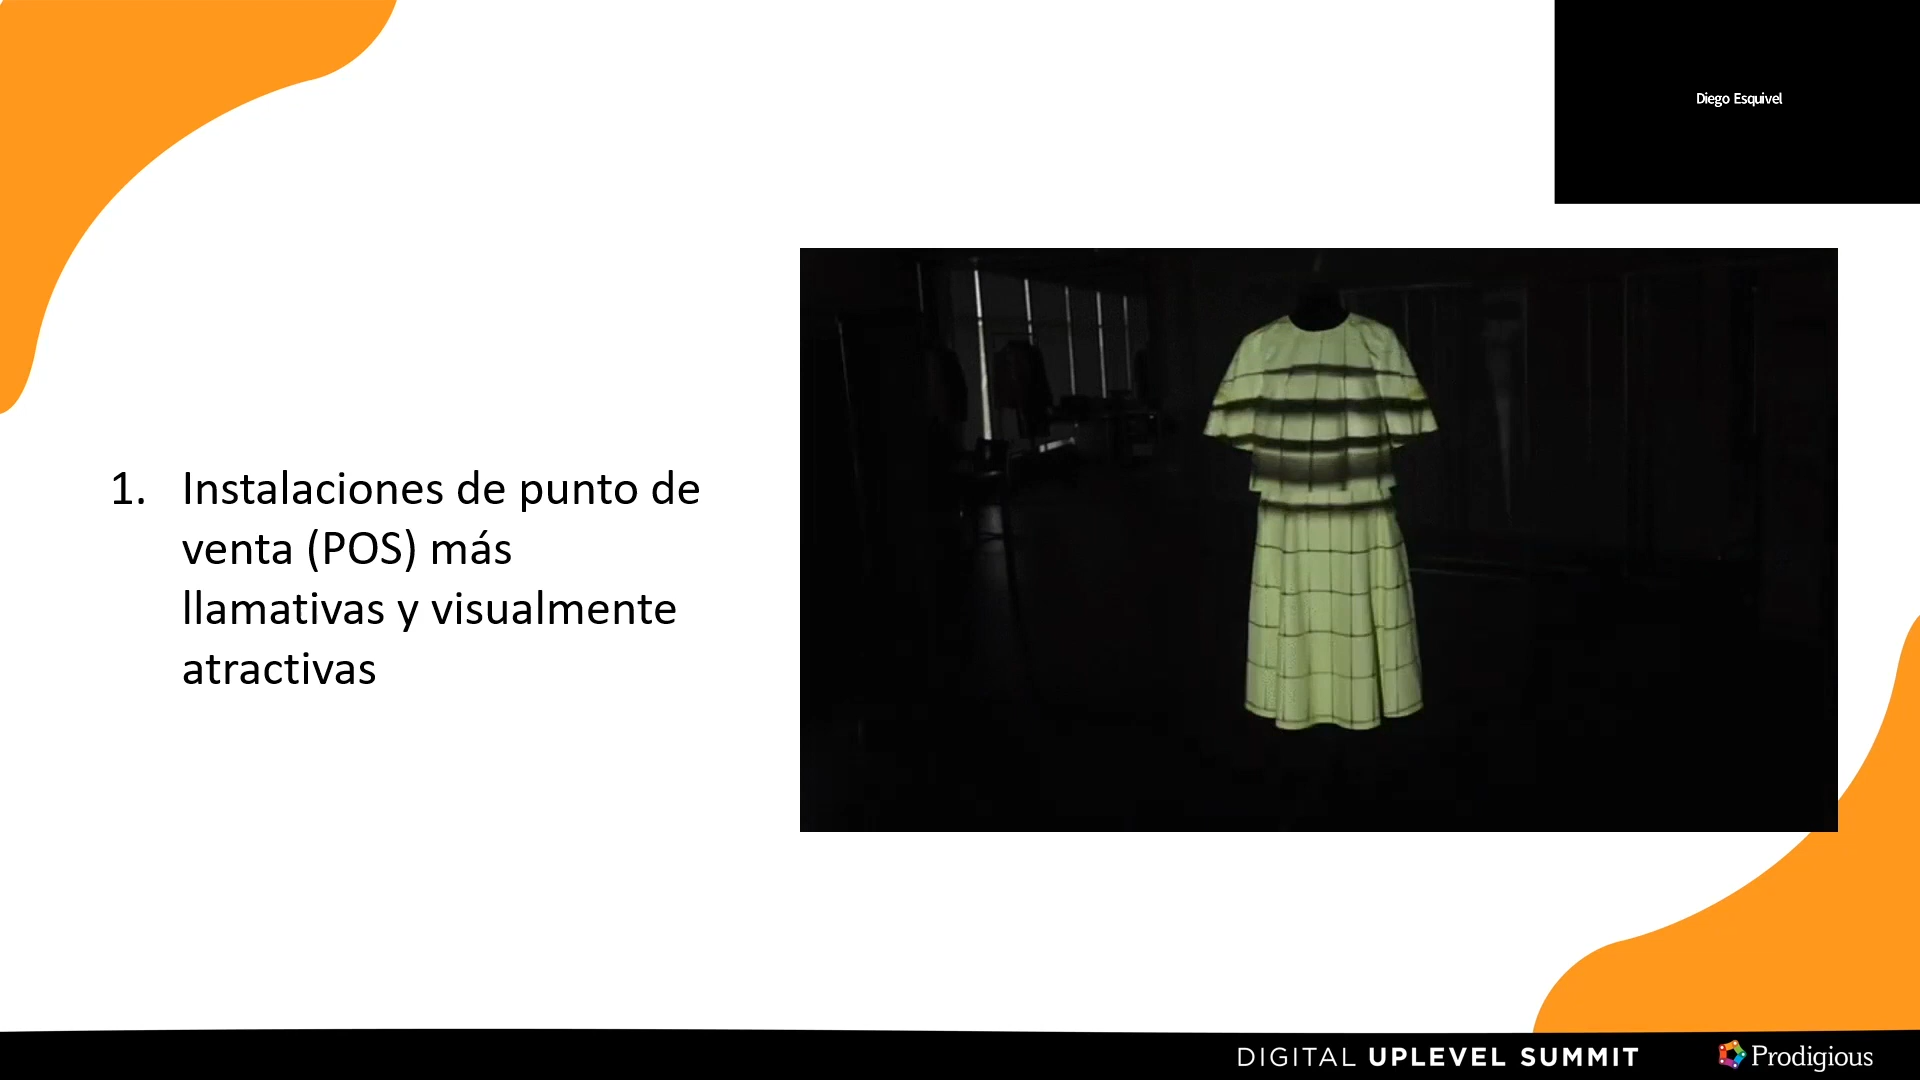 Diego Esquivel
1. Instalaciones de punto de
venta (POS) más
llamativas y visualmente
atractivas
DIGITAL UPLEVEL SUMMIT
Prodigious